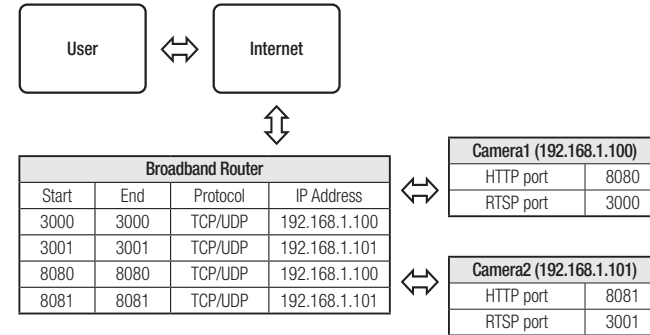 User
Internet
Broadband Router
Start End Protocol IP Address
3000 3000 TCP/UDP 192.168.1.100
3001 3001 TCP/UDP 192.168.1.101
8080 8080 TCP/UDP 192.168.1.100
8081 8081 TCP/UDP 192.168.1.101
Camera1 (192.168.1.100)
HTTP port 8080
RTSP port 3000
Camera2 (192.168.1.101)
HTTP port 8081
RTSP port 3001